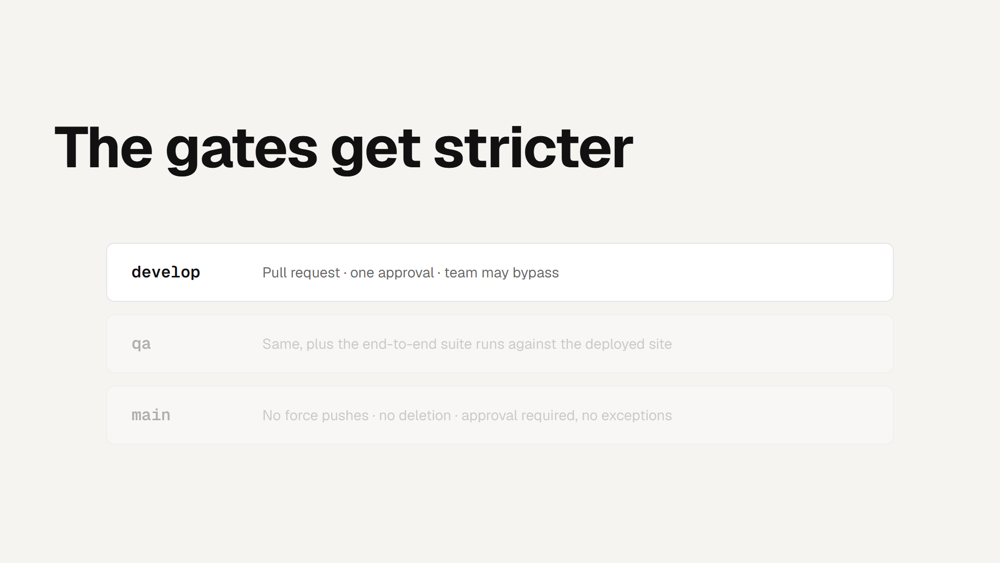 The gates get stricter
develop Pull request · one approval · team may bypass
qa Same, plus the end-to-end suite runs against the deployed site
main No force pushes · no deletion · approval required, no exceptions